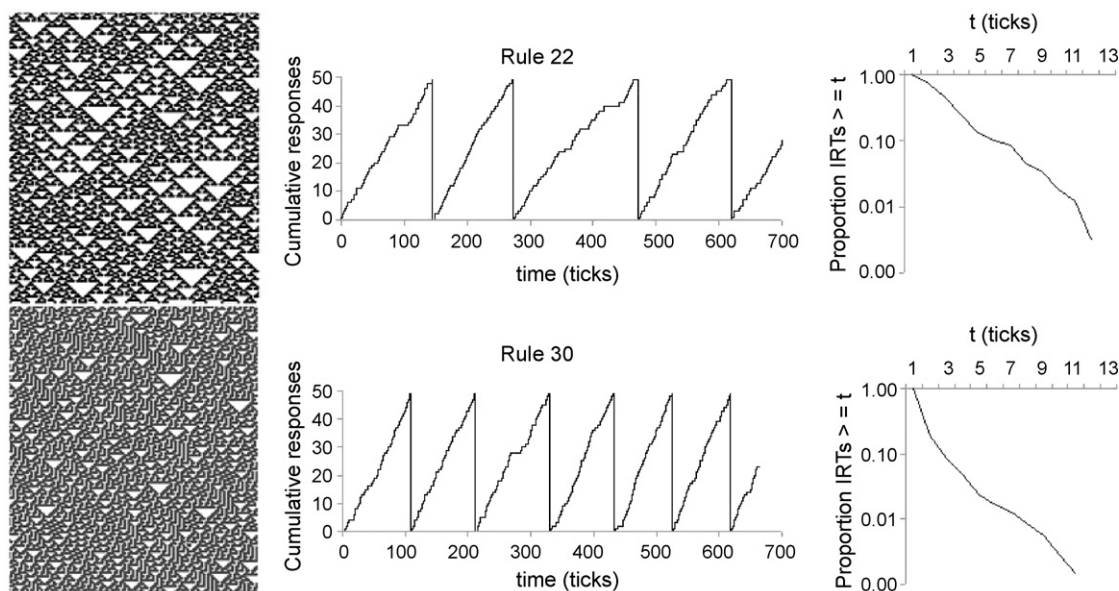 Rule 22
Cumulative responses
50
40
30
20
10
0
0 100 200 300 400 500 600 700
time (ticks)
t (ticks)
1 3 5 7 9 11 13
Proportion IRTs > = t
1.00
0.10
0.01
0.00
Rule 30
Cumulative responses
50
40
30
20
10
0
0 100 200 300 400 500 600 700
time (ticks)
t (ticks)
1 3 5 7 9 11 13
Proportion IRTs > = t
1.00
0.10
0.01
0.00